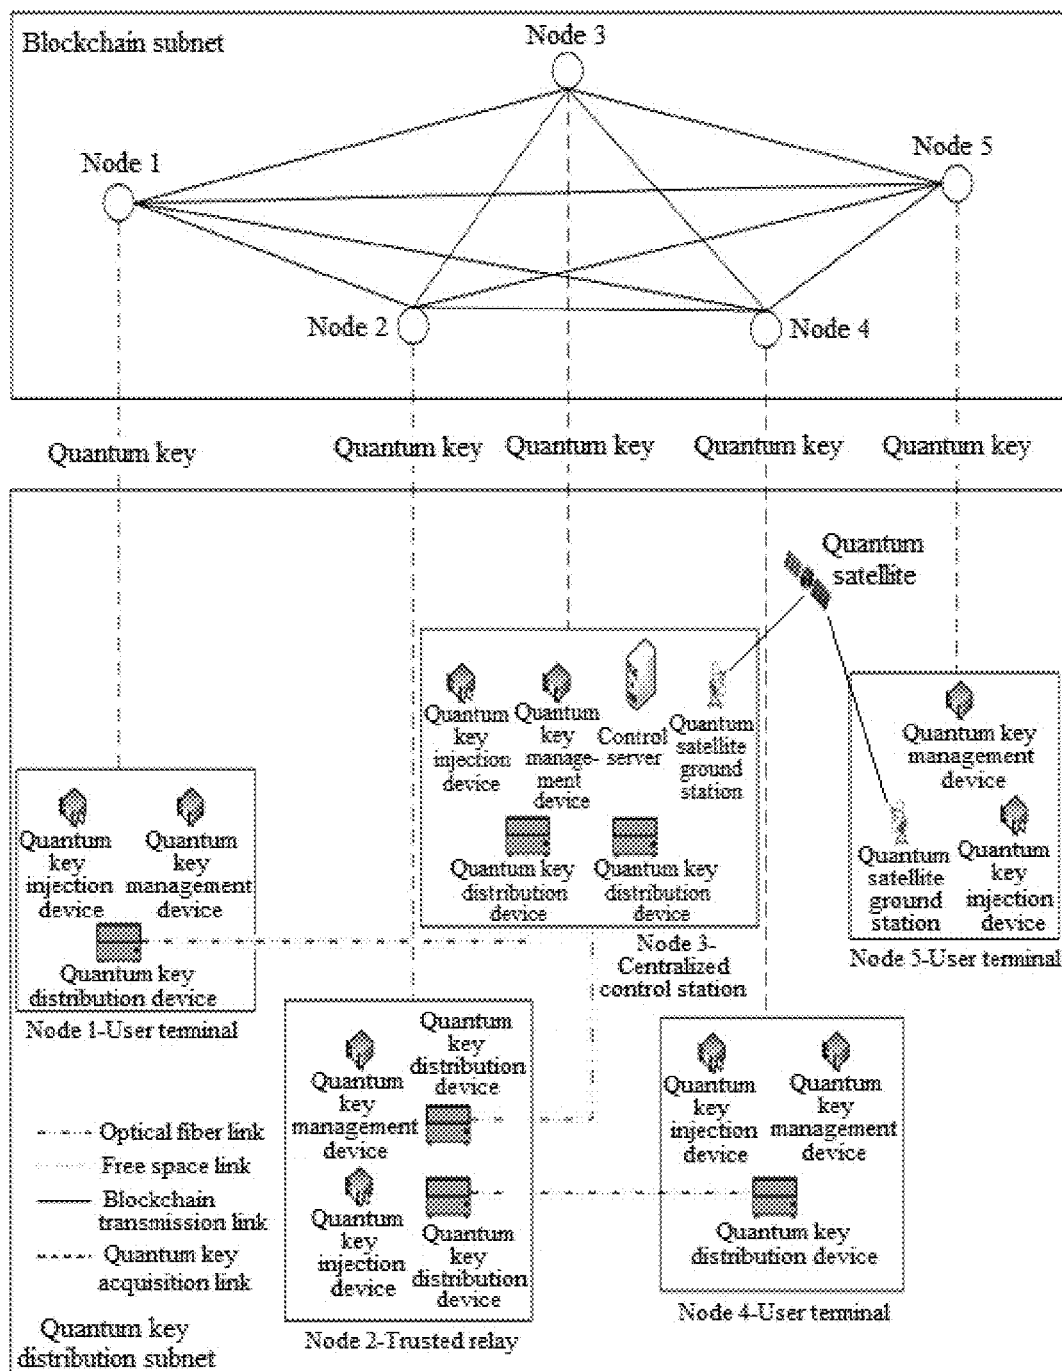 Blockchain subnet
Node 3
Node 1
Node 5
Node 2
Node 4
Quantum key
Quantum key
Quantum key
Quantum key
Quantum key
Quantum
satellite
Quantum
key
injection
device
Quantum
key
manage-
ment
device
Control
server
Quantum
satellite
ground
station
Quantum key
distribution
device
Quantum key
distribution
device
Node 3-
Centralized
control station
Quantum key
management
device
Quantum
satellite
ground
station
Quantum
key
injection
device
Node 5-User terminal
Quantum
key
injection
device
Quantum
key
management
device
Quantum key
distribution device
Node 1-User terminal
Quantum
key
management
device
Quantum
key
distribution
device
Quantum
key
injection
device
Quantum
key
distribution
device
Node 2-Trusted relay
Quantum
key
injection
device
Quantum
key
management
device
Quantum key
distribution device
Node 4-User terminal
Optical fiber link
Free space link
Blockchain
transmission link
Quantum key
acquisition link
Quantum key
distribution subnet